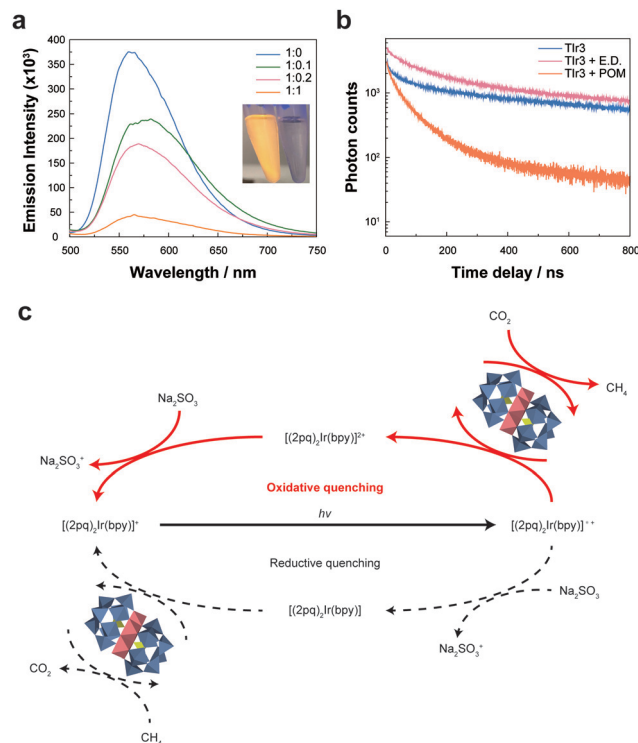 a
Emission Intensity (x10³)
400
350
300
250
200
150
100
50
0
500
550
600
650
700
750
Wavelength / nm
1:0
1:0.1
1:0.2
1:1
b
Photon counts
10³
10²
10¹
0
200
400
600
800
Time delay / ns
TIr3
TIr3 + E.D.
TIr3 + POM
c
CO₂
CH₄
Na₂SO₃
Na₂SO₃⁺
[(2pq)₂Ir(bpy)]²⁺
Oxidative quenching
[(2pq)₂Ir(bpy)]⁺
hv
[(2pq)₂Ir(bpy)]*⁺
Reductive quenching
[(2pq)₂Ir(bpy)]
Na₂SO₃
Na₂SO₃⁺
CO₂
CH₄